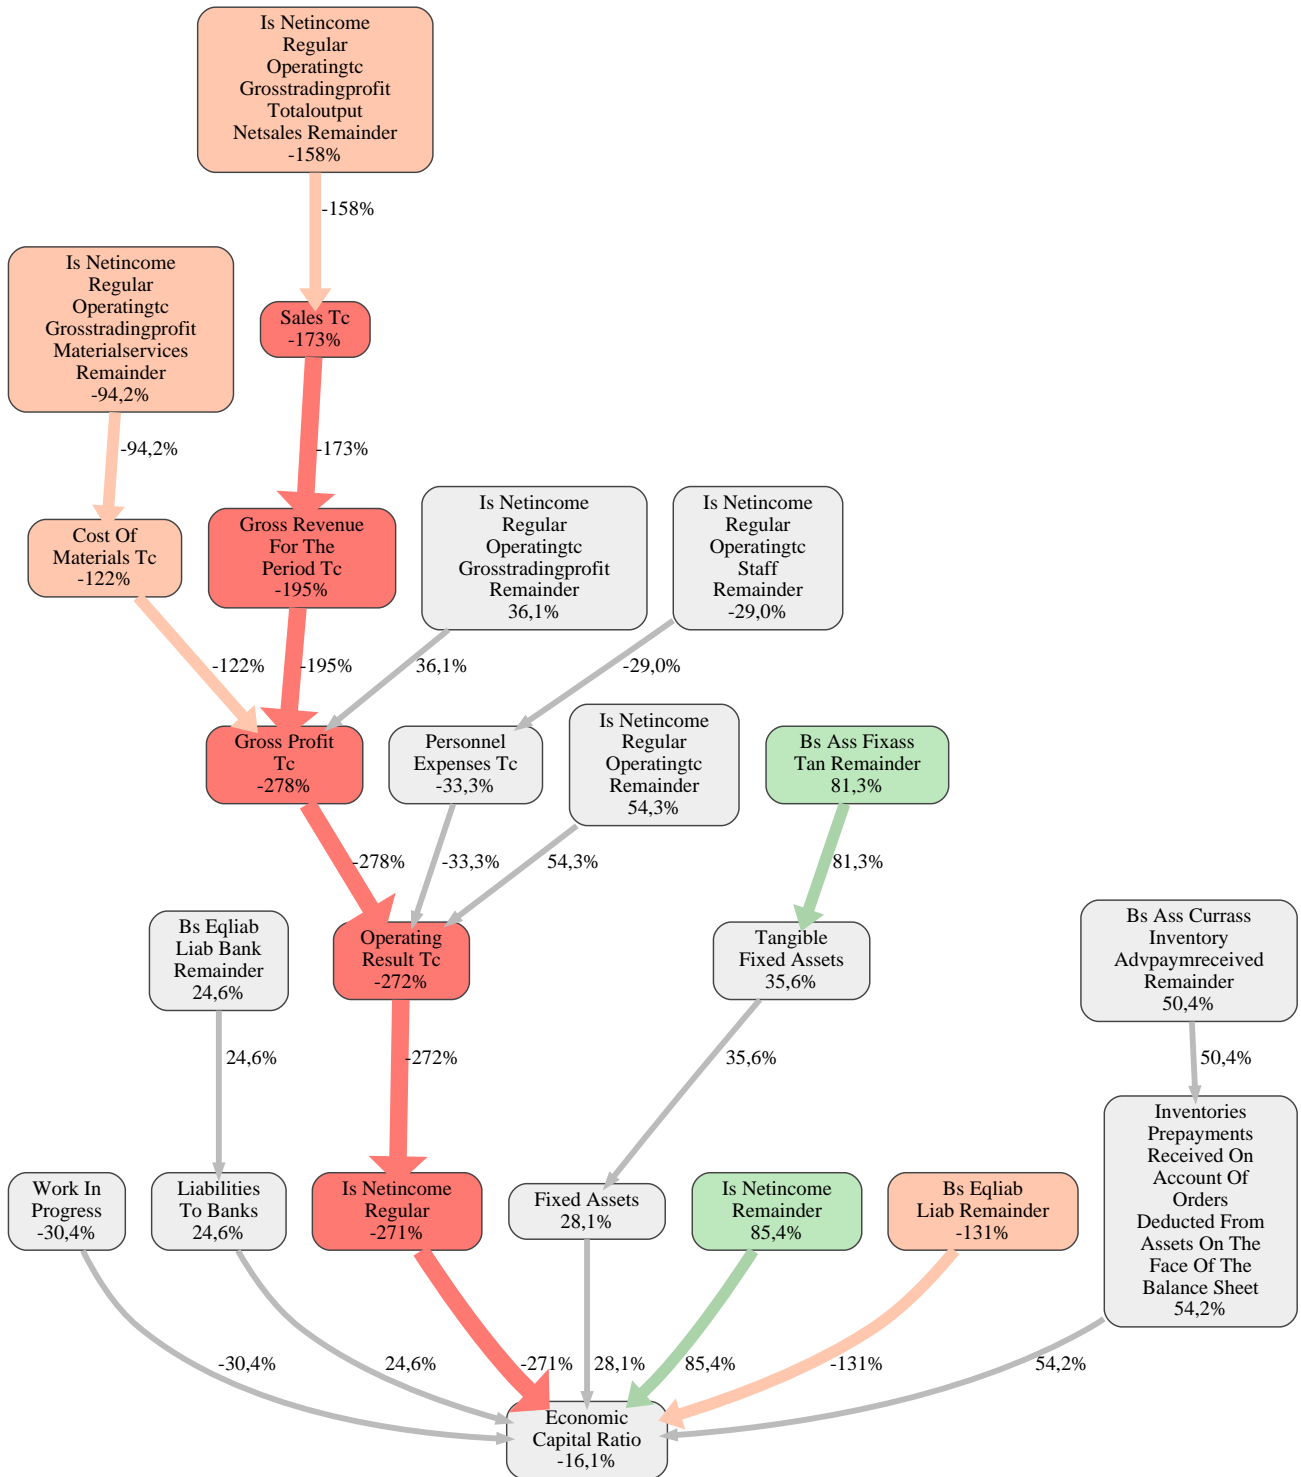 Is Netincome
Regular
Operatingtc
Grosstradingprofit
Totaloutput
Netsales Remainder
-158%
-158%
Is Netincome
Regular
Operatingtc
Grosstradingprofit
Materialservices
Remainder
-94,2%
Sales Tc
-173%
-94,2%
-173%
Cost Of
Materials Tc
-122%
Gross Revenue
For The
Period Tc
-195%
Is Netincome
Regular
Operatingtc
Grosstradingprofit
Remainder
36,1%
Is Netincome
Regular
Operatingtc
Staff
Remainder
-29,0%
-122%
-195%
36,1%
-29,0%
Gross Profit
Tc
-278%
Personnel
Expenses Tc
-33,3%
Is Netincome
Regular
Operatingtc
Remainder
54,3%
Bs Ass Fixass
Tan Remainder
81,3%
-278%
-33,3%
54,3%
81,3%
Bs Eqliab
Liab Bank
Remainder
24,6%
Operating
Result Tc
-272%
Tangible
Fixed Assets
35,6%
Bs Ass Currass
Inventory
Advpaymreceived
Remainder
50,4%
24,6%
-272%
35,6%
50,4%
Work In
Progress
-30,4%
Liabilities
To Banks
24,6%
Is Netincome
Regular
-271%
Fixed Assets
28,1%
Is Netincome
Remainder
85,4%
Bs Eqliab
Liab Remainder
-131%
Inventories
Prepayments
Received On
Account Of
Orders
Deducted From
Assets On The
Face Of The
Balance Sheet
54,2%
-30,4%
24,6%
-271%
28,1%
85,4%
-131%
54,2%
Economic
Capital Ratio
-16,1%